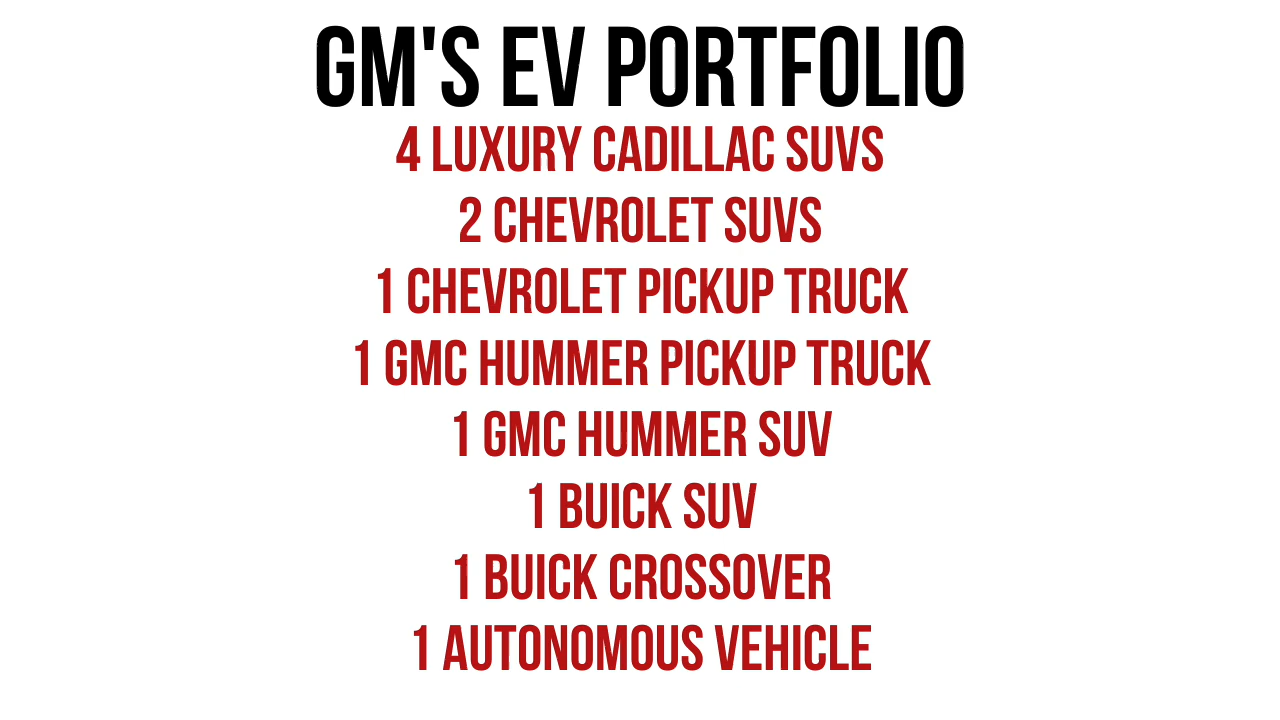 GM'S EV PORTFOLIO
4 LUXURY CADILLAC SUVS
2 CHEVROLET SUVS
1 CHEVROLET PICKUP TRUCK
1 GMC HUMMER PICKUP TRUCK
1 GMC HUMMER SUV
1 BUICK SUV
1 BUICK CROSSOVER
1 AUTONOMOUS VEHICLE